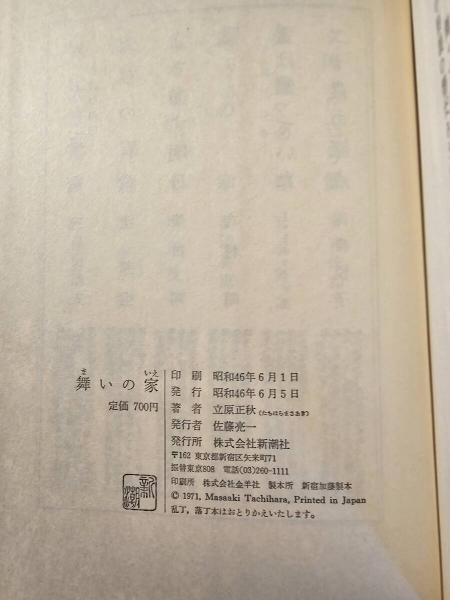 舞いの家
まいえ
定価 700円
印刷 昭和46年6月1日
発行 昭和46年6月5日
著者 立原正秋(たちはらまさあき)
発行者 佐藤亮一
発行所 株式会社新潮社
〒162 東京都新宿区矢来町71
振替東京808 電話(03)260-1111
印刷所 株式会社金羊社 製本所 新宿加藤製本
© 1971, Masaaki Tachihara, Printed in Japan
乱丁,落丁本はおとりかえいたします。
新潮